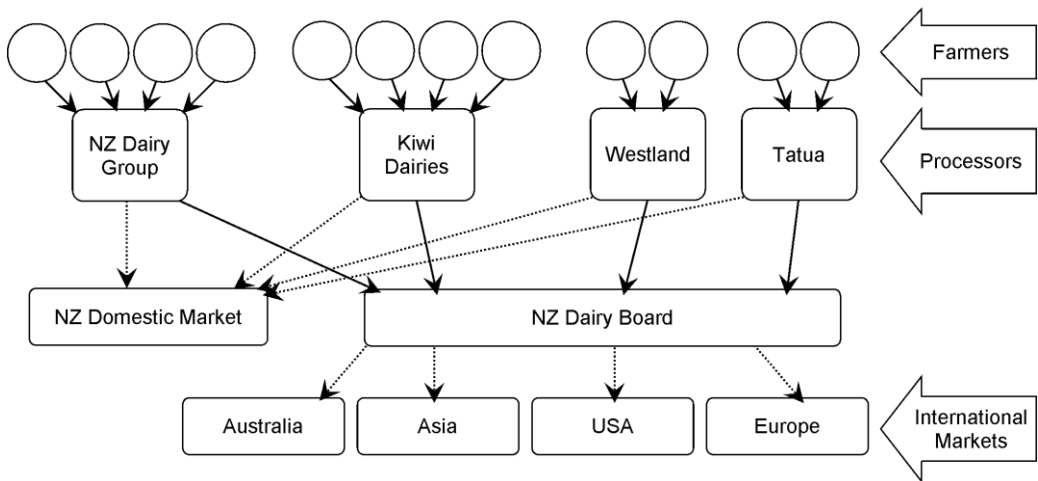 Farmers
NZ Dairy
Group
Kiwi
Dairies
Westland
Tatua
Processors
NZ Domestic Market
NZ Dairy Board
Australia
Asia
USA
Europe
International
Markets